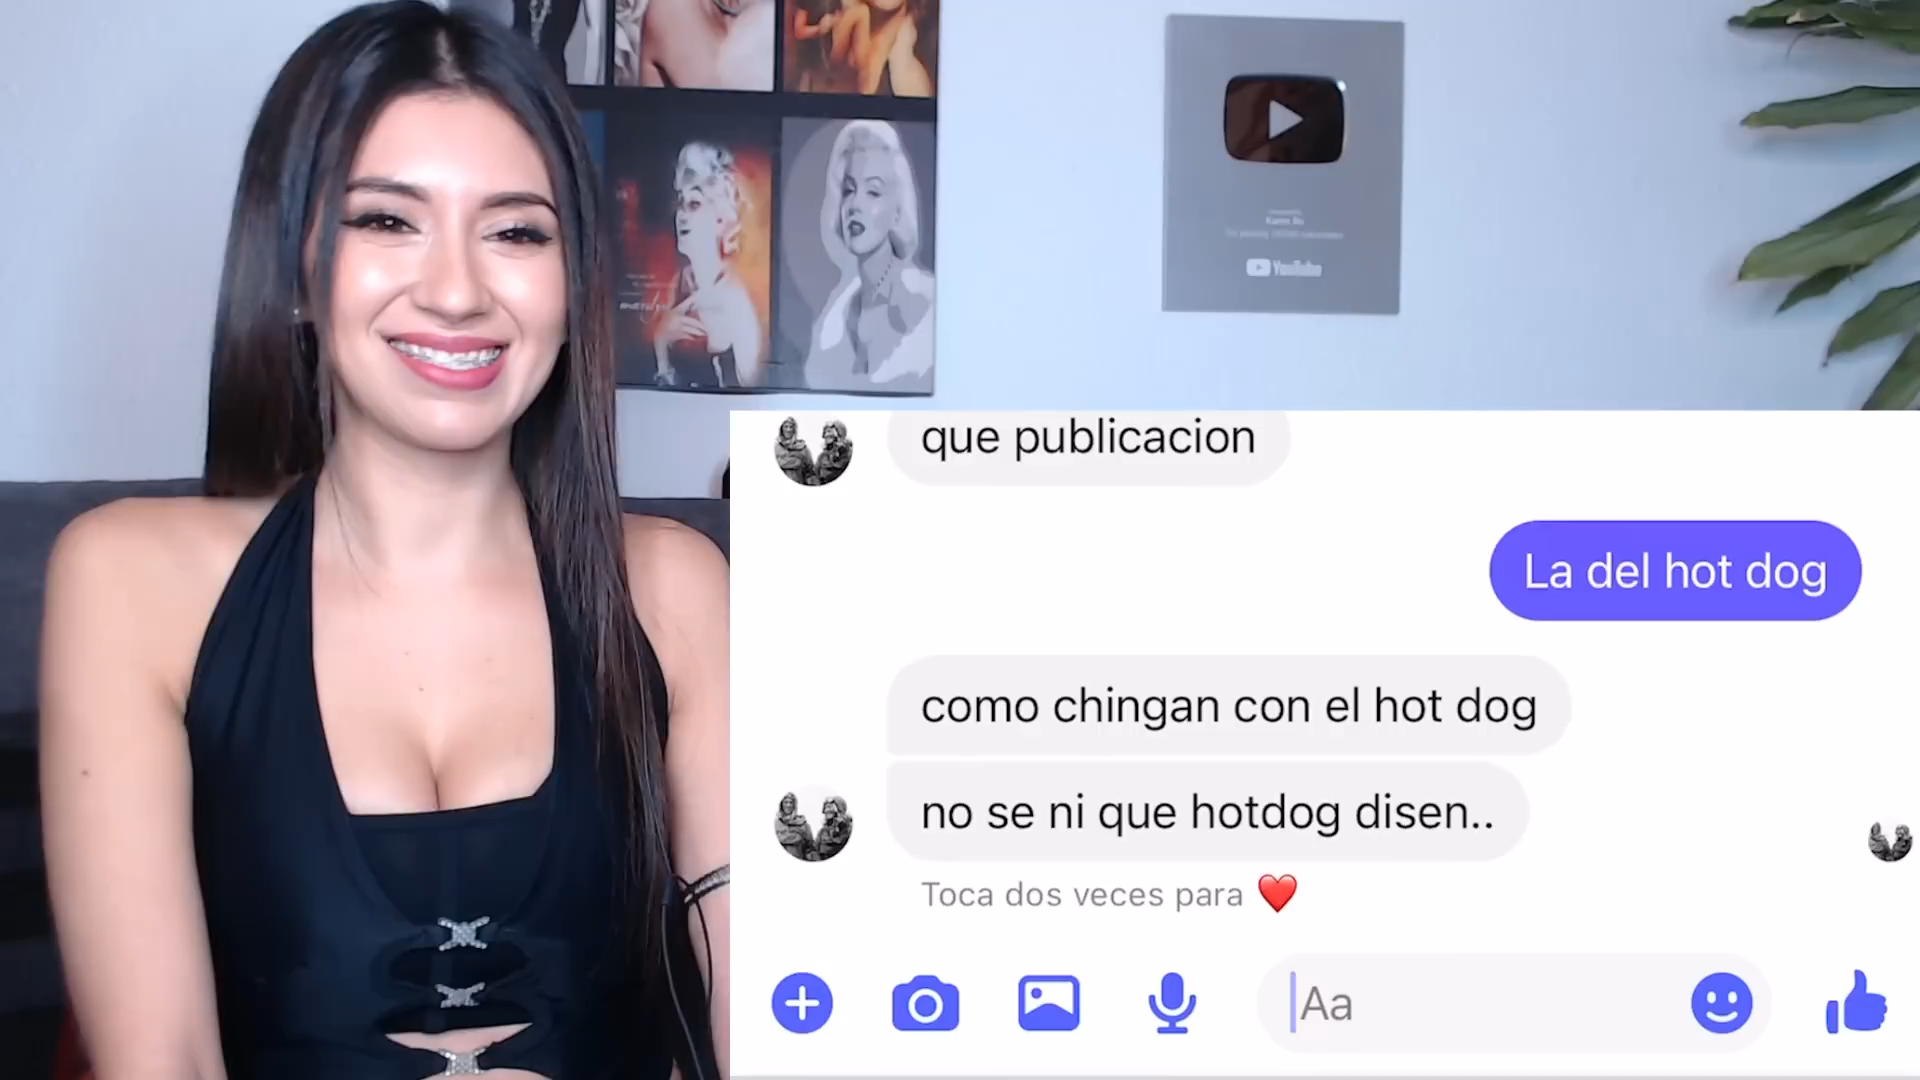 YouTube
que publicacion
La del hot dog
como chingan con el hot dog
no se ni que hotdog disen..
Toca dos veces para ❤️
Aa